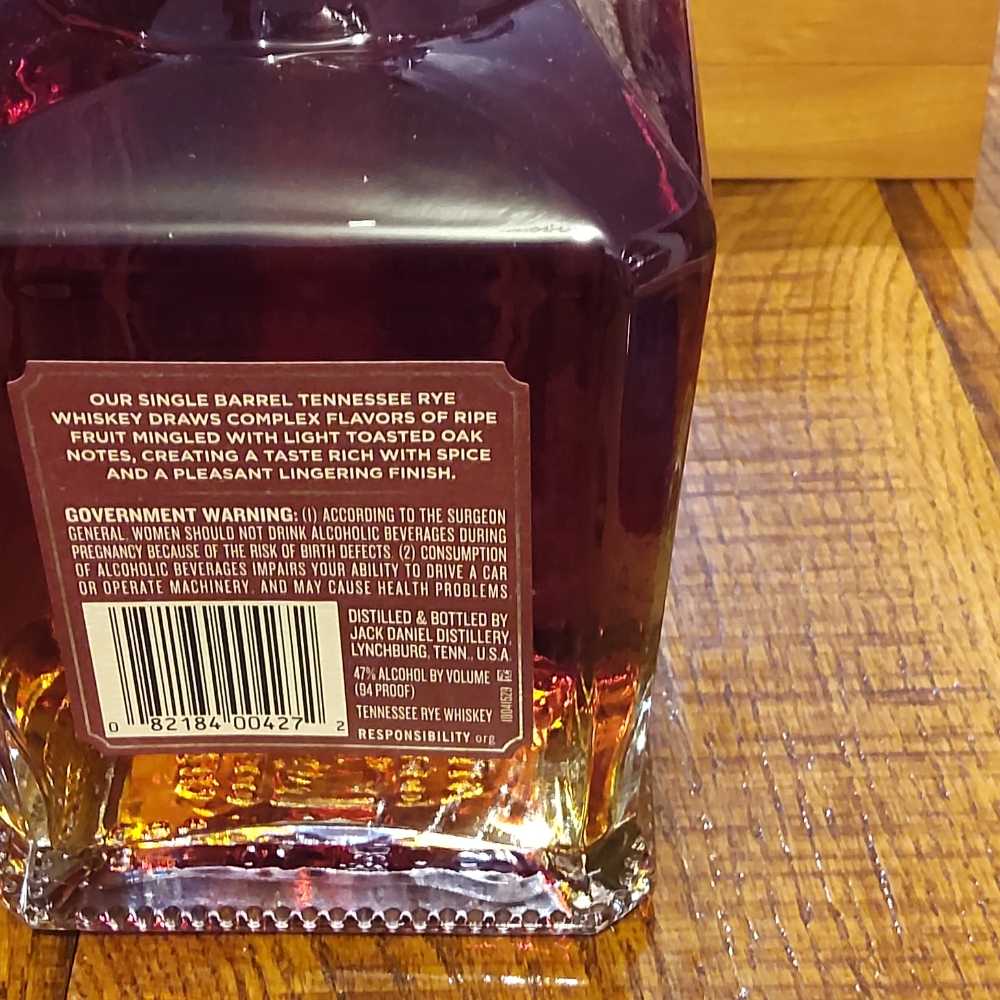 OUR SINGLE BARREL TENNESSEE RYE
WHISKEY DRAWS COMPLEX FLAVORS OF RIPE
FRUIT MINGLED WITH LIGHT TOASTED OAK
NOTES, CREATING A TASTE RICH WITH SPICE
AND A PLEASANT LINGERING FINISH.
GOVERNMENT WARNING: (1) ACCORDING TO THE SURGEON
GENERAL, WOMEN SHOULD NOT DRINK ALCOHOLIC BEVERAGES DURING
PREGNANCY BECAUSE OF THE RISK OF BIRTH DEFECTS. (2) CONSUMPTION
OF ALCOHOLIC BEVERAGES IMPAIRS YOUR ABILITY TO DRIVE A CAR
OR OPERATE MACHINERY, AND MAY CAUSE HEALTH PROBLEMS.
DISTILLED & BOTTLED BY
JACK DANIEL DISTILLERY,
LYNCHBURG, TENN., U.S.A.
47% ALCOHOL BY VOLUME
(94 PROOF)
TENNESSEE RYE WHISKEY
RESPONSIBILITY.org
0 82184 00427 2